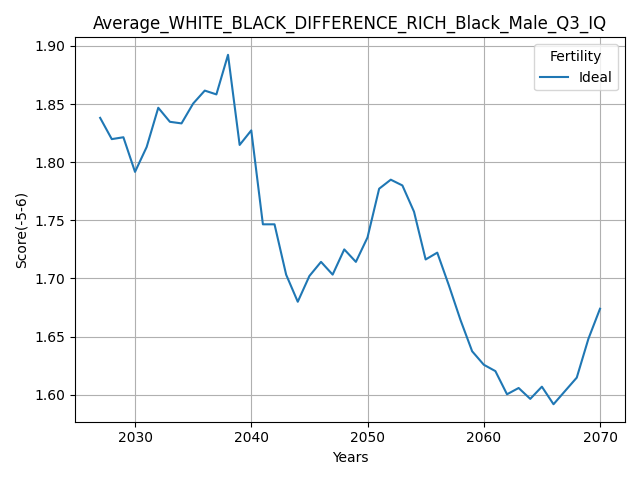 Average_WHITE_BLACK_DIFFERENCE_RICH_Black_Male_Q3_IQ
Fertility
Ideal
Score(-5-6)
1.90
1.85
1.80
1.75
1.70
1.65
1.60
2030 2040 2050 2060 2070
Years